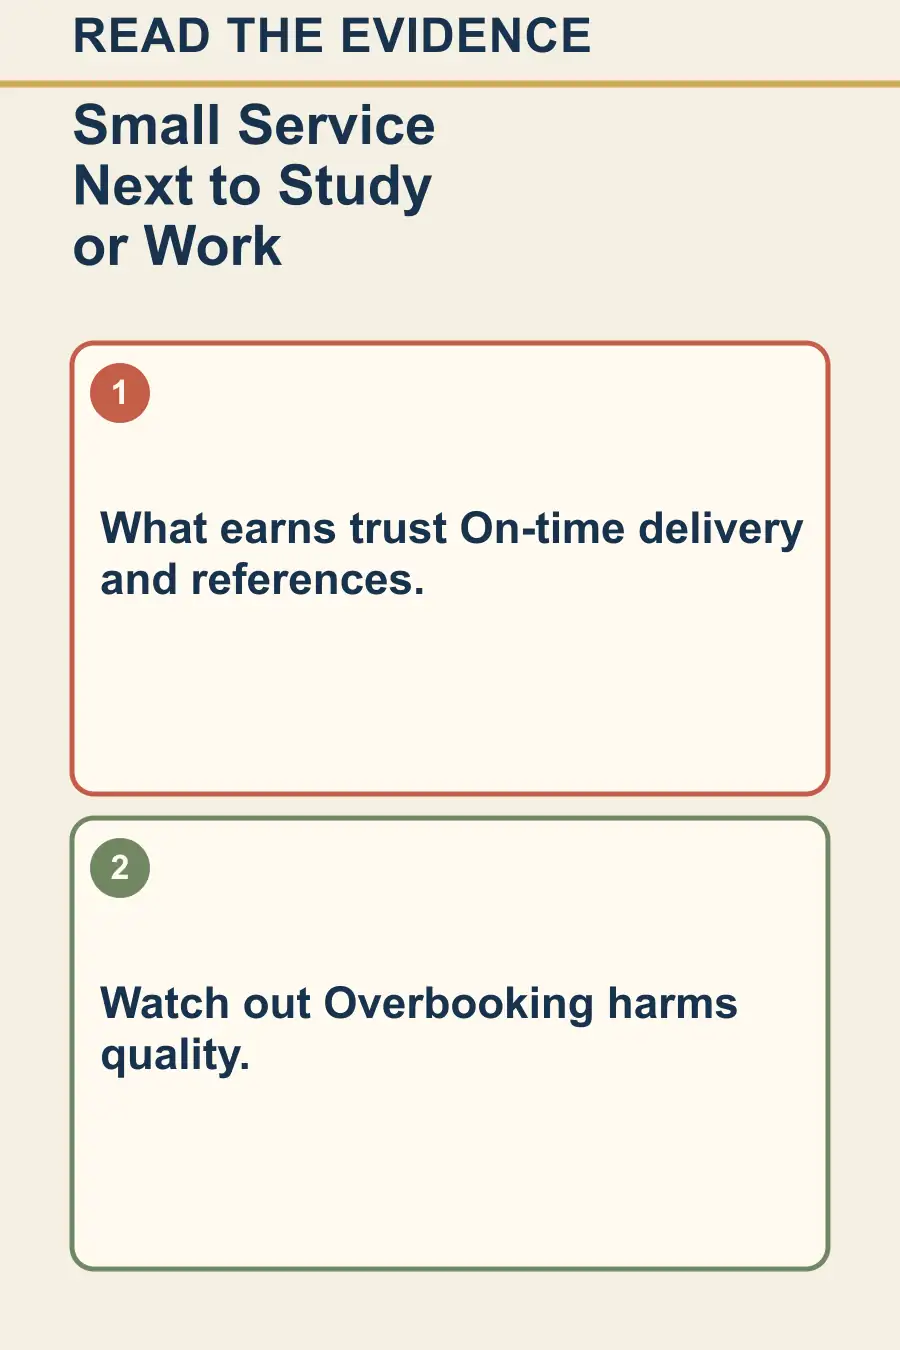 READ THE EVIDENCE
Small Service
Next to Study
or Work
1
What earns trust On-time delivery
and references.
2
Watch out Overbooking harms
quality.